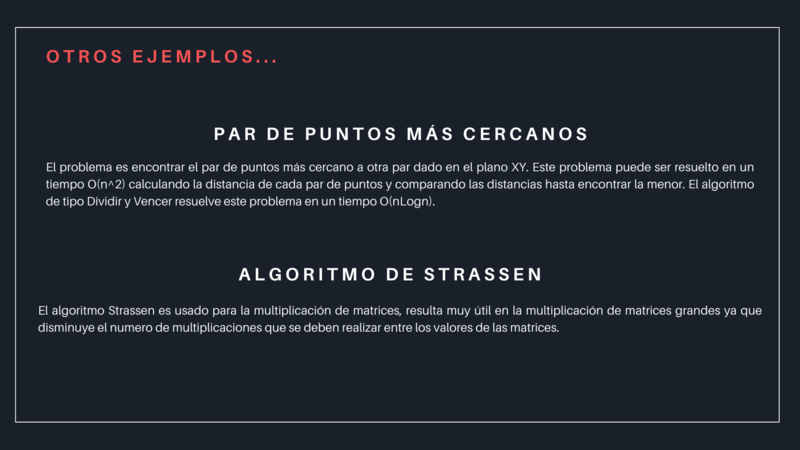 OTROS EJEMPLOS...
PAR DE PUNTOS MÁS CERCANOS
El problema es encontrar el par de puntos más cercano a otra par dado en el plano XY. Este problema puede ser resuelto en un
tiempo O(n^2) calculando la distancia de cada par de puntos y comparando las distancias hasta encontrar la menor. El algoritmo
de tipo Dividir y Vencer resuelve este problema en un tiempo O(nLogn).
ALGORITMO DE STRASSEN
El algoritmo Strassen es usado para la multiplicación de matrices, resulta muy útil en la multiplicación de matrices grandes ya que
disminuye el numero de multiplicaciones que se deben realizar entre los valores de las matrices.